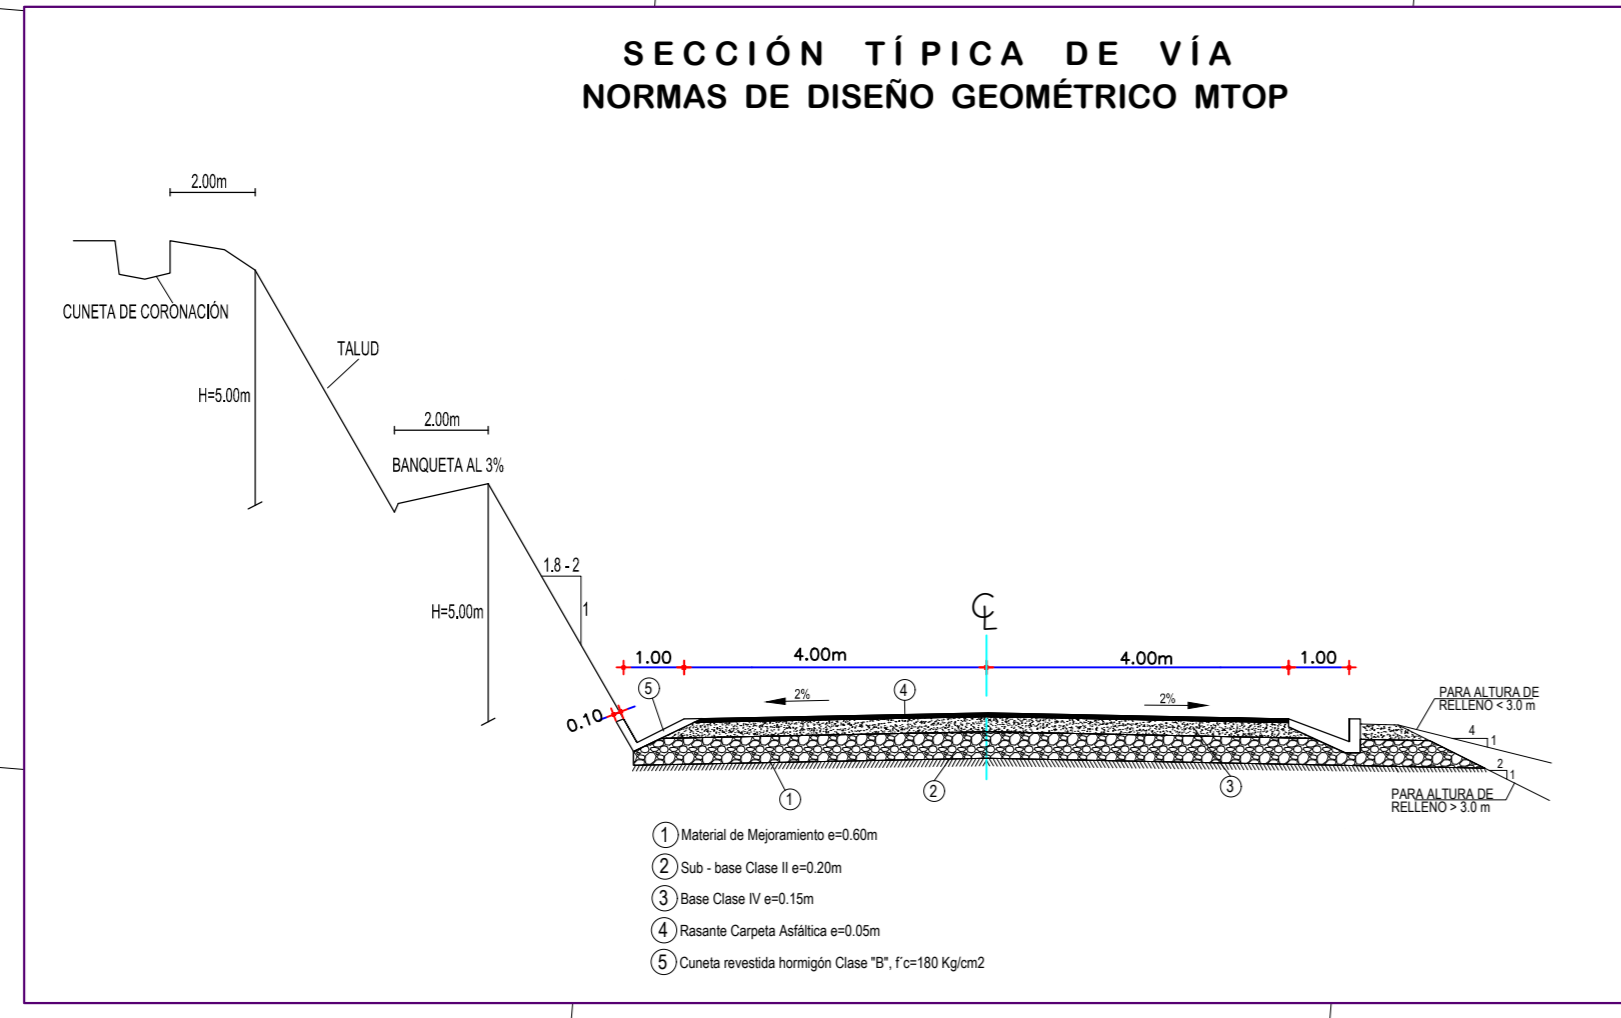 SECCIÓN TÍPICA DE VÍA
NORMAS DE DISEÑO GEOMÉTRICO MTOP
2.00m
CUNETA DE CORONACIÓN
TALUD
H=5.00m
2.00m
BANQUETA AL 3%
1.8 - 2
1
H=5.00m
CL
1.00
4.00m
4.00m
1.00
0.10
5
2%
4
2%
PARA ALTURA DE
RELLENO < 3.0 m
4
1
2
1
PARA ALTURA DE
RELLENO > 3.0 m
1
2
3
1 Material de Mejoramiento e=0.60m
2 Sub - base Clase II e=0.20m
3 Base Clase IV e=0.15m
4 Rasante Carpeta Asfáltica e=0.05m
5 Cuneta revestida hormigón Clase "B", f´c=180 Kg/cm2